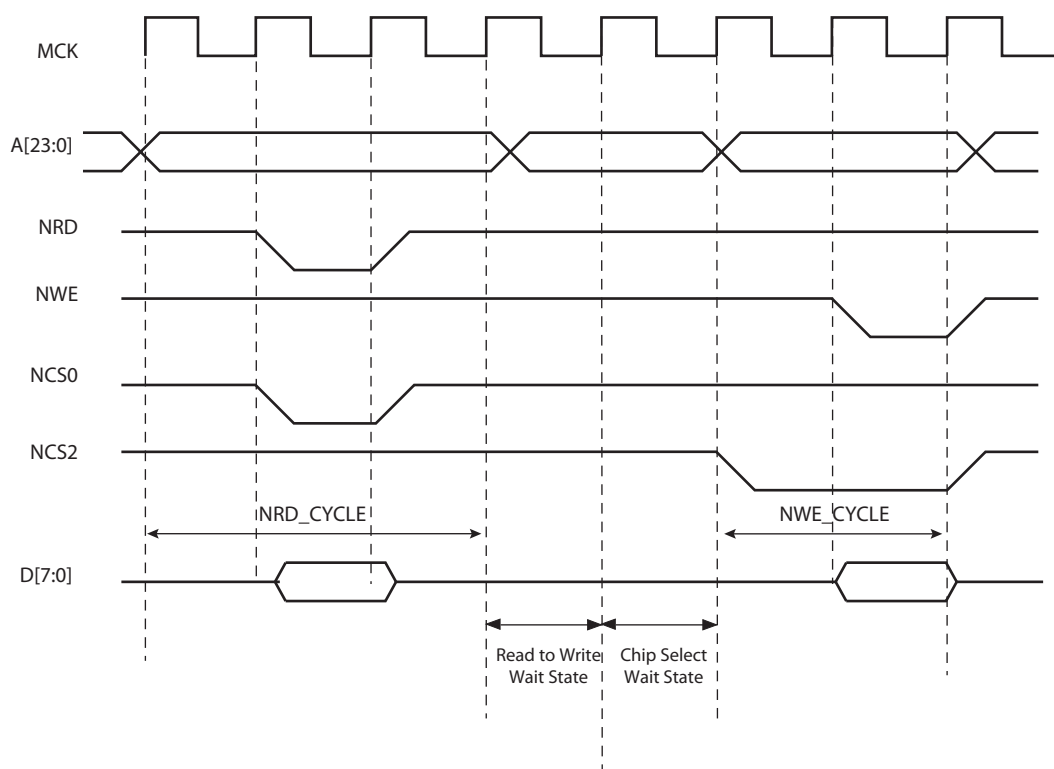 MCK
A[23:0]
NRD
NWE
NCS0
NCS2
NRD_CYCLE
NWE_CYCLE
D[7:0]
Read to Write
Wait State
Chip Select
Wait State